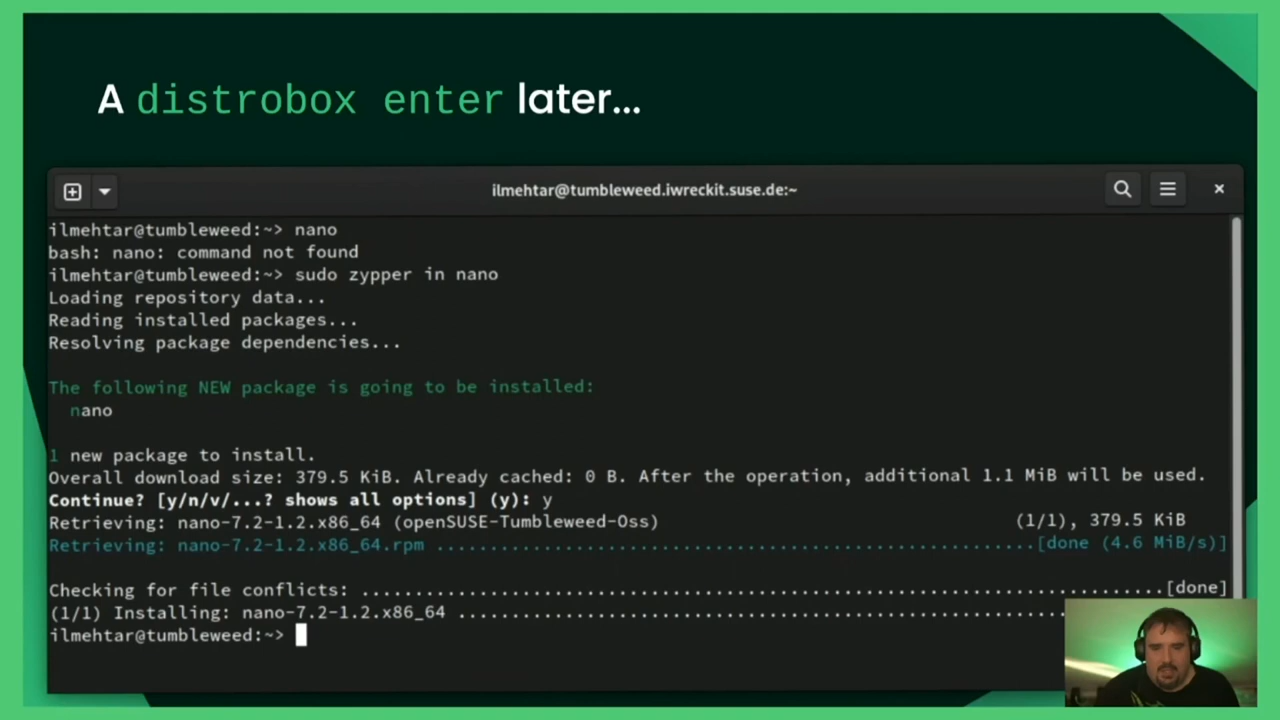 A distrobox enter later...
ilmehtar@tumbleweed.iwreckit.suse.de:~
ilmehtar@tumbleweed:~> nano
bash: nano: command not found
ilmehtar@tumbleweed:~> sudo zypper in nano
Loading repository data...
Reading installed packages...
Resolving package dependencies...
The following NEW package is going to be installed:
nano
1 new package to install.
Overall download size: 379.5 KiB. Already cached: 0 B. After the operation, additional 1.1 MiB will be used.
Continue? [y/n/v/...? shows all options] (y): y
Retrieving: nano-7.2-1.2.x86_64 (openSUSE-Tumbleweed-Oss) (1/1), 379.5 KiB
Retrieving: nano-7.2-1.2.x86_64.rpm ........................................................[done (4.6 MiB/s)]
Checking for file conflicts: ...........................................................................[done]
(1/1) Installing: nano-7.2-1.2.x86_64 .........................................................
ilmehtar@tumbleweed:~>